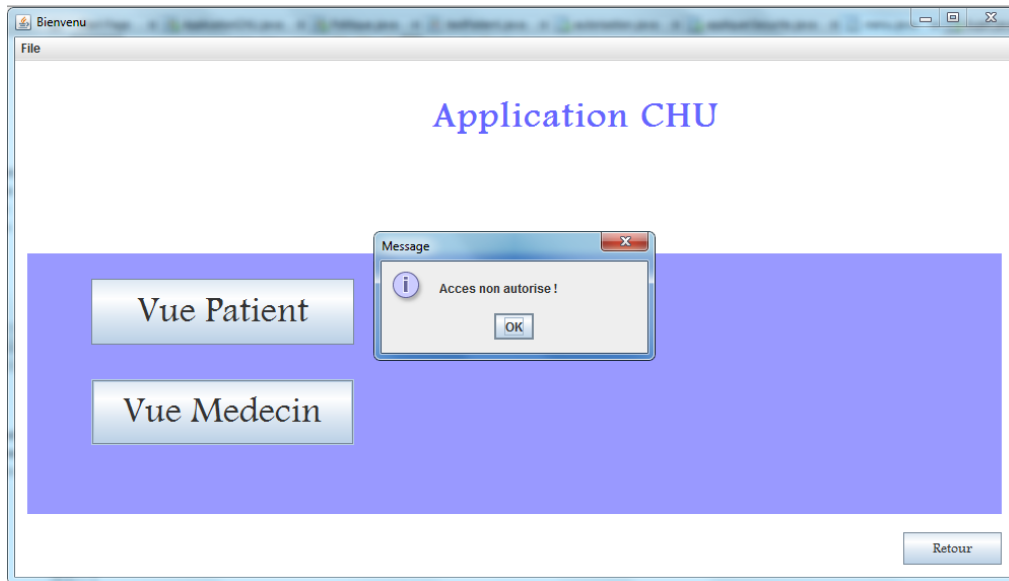 Bienvenu
File
Application CHU
Message
Acces non autorise !
OK
Vue Patient
Vue Medecin
Retour